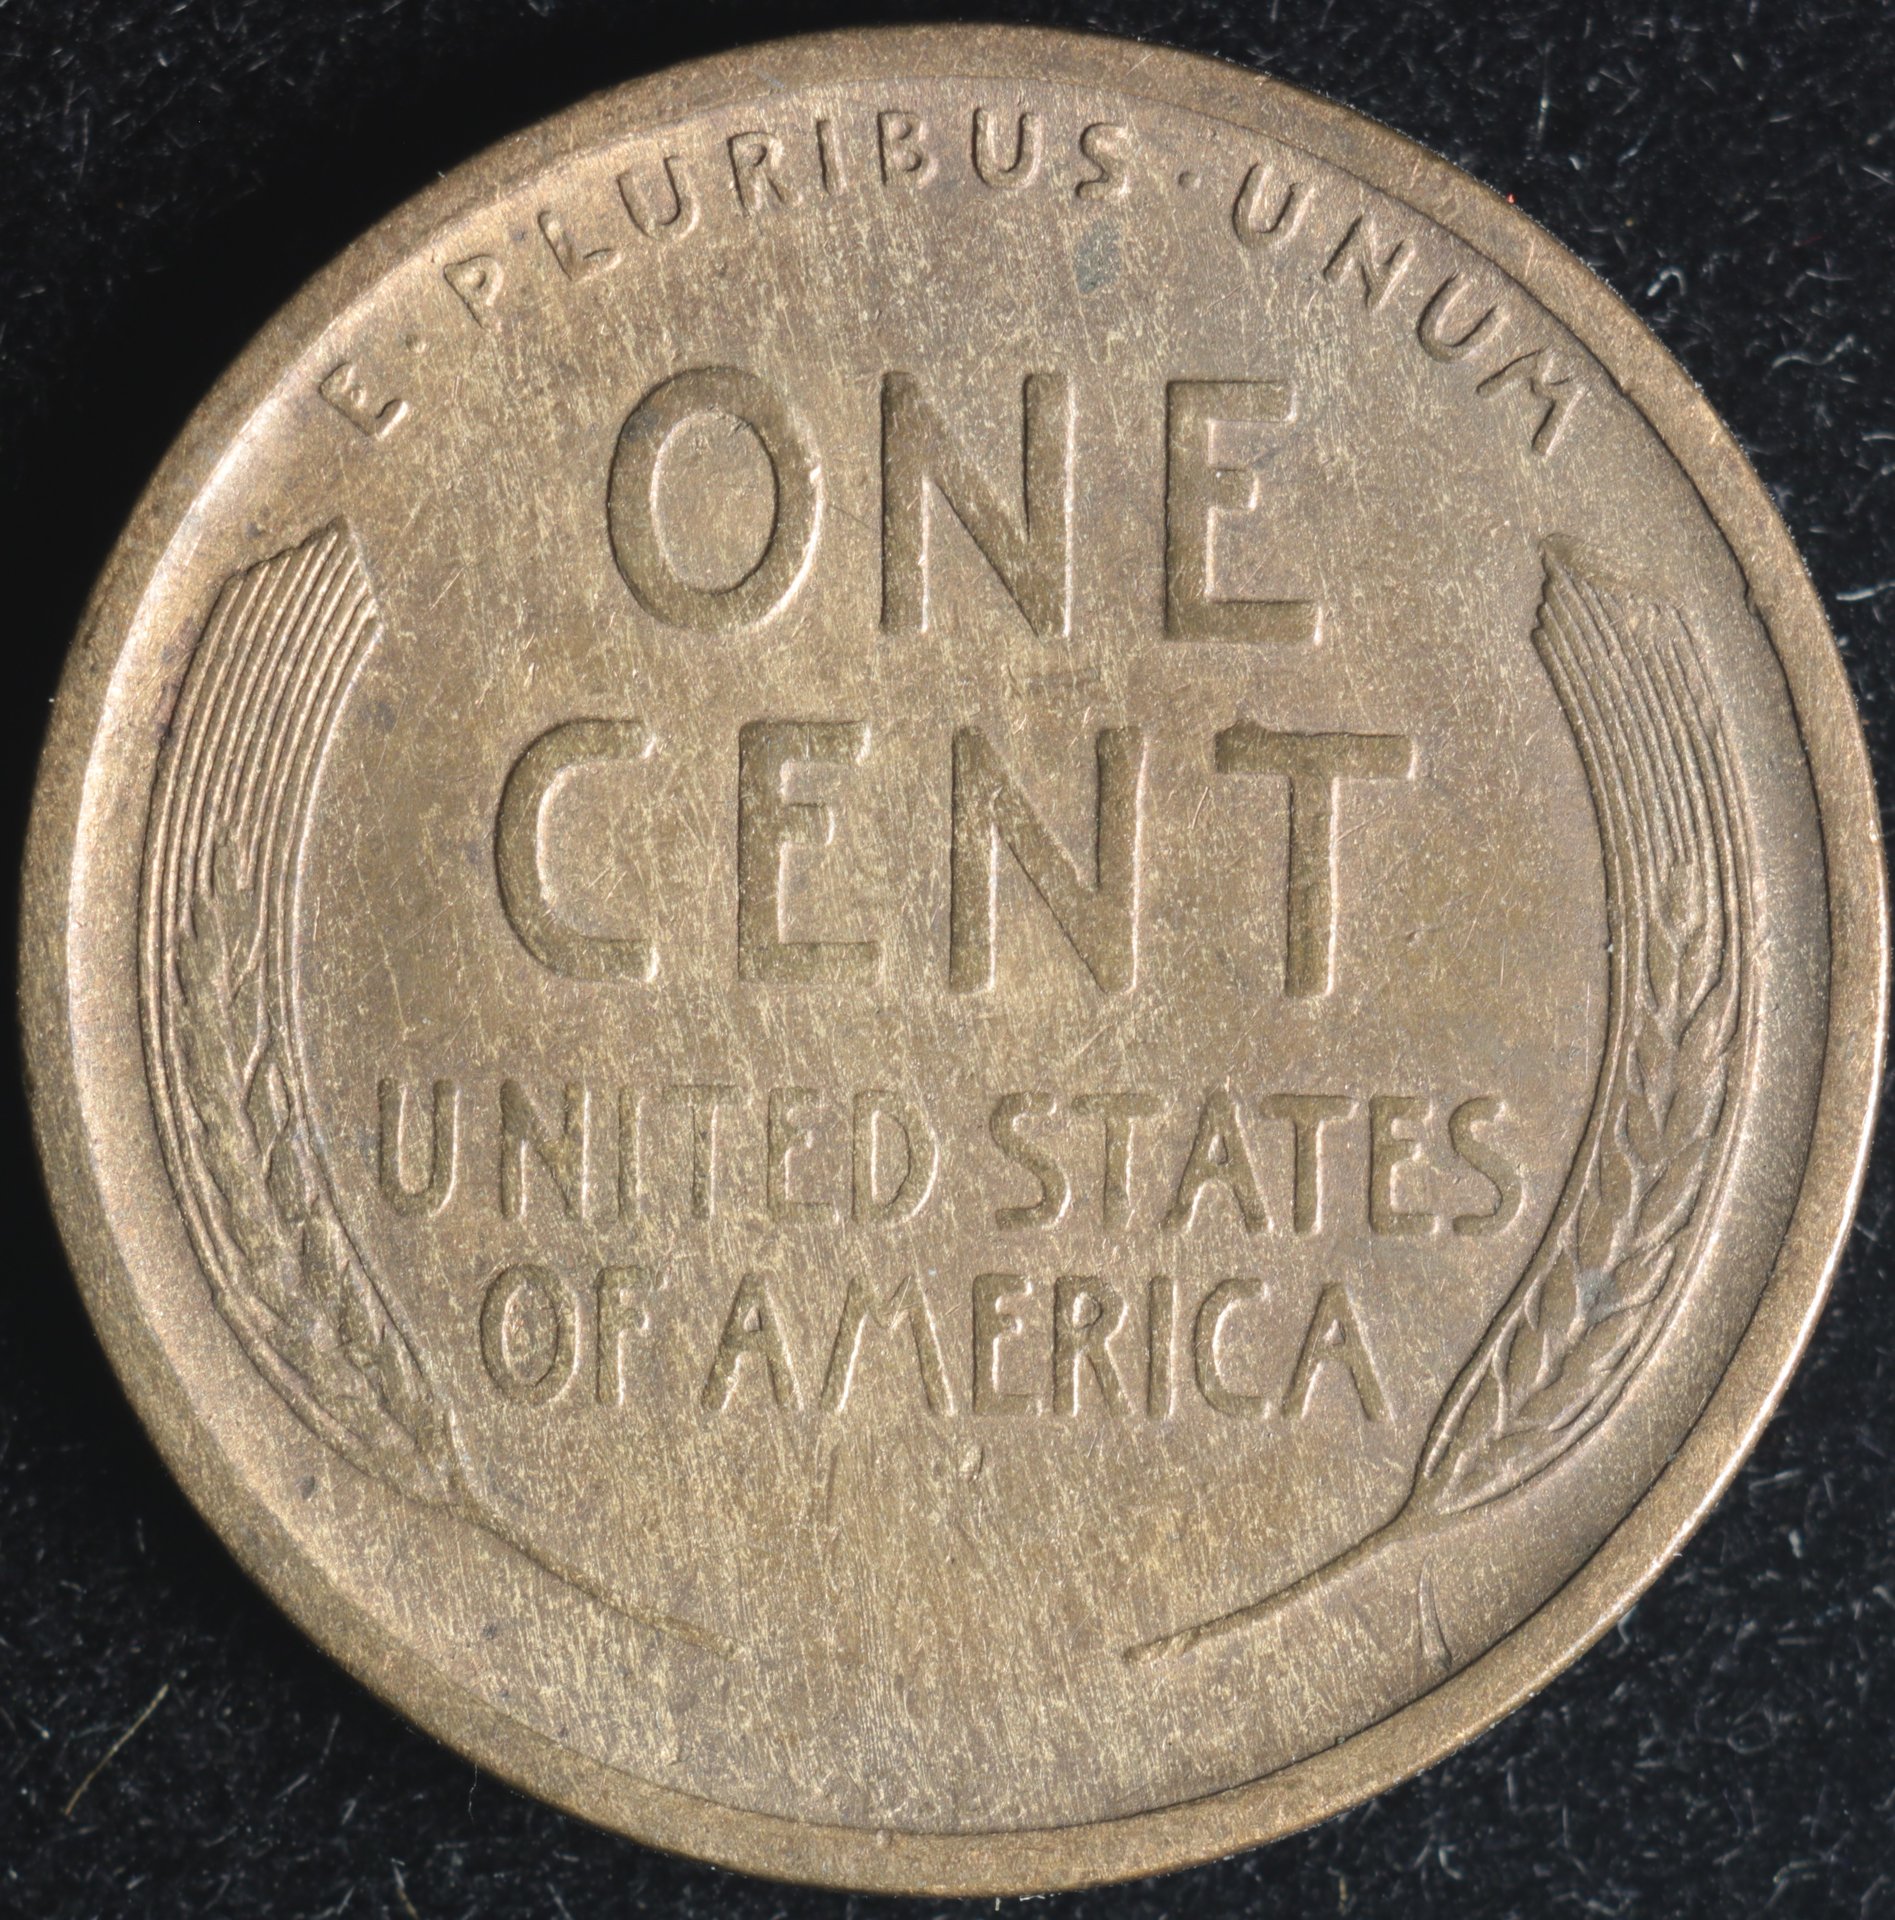 E·PLURIBUS·UNUM
ONE
CENT
UNITED STATES
OF AMERICA